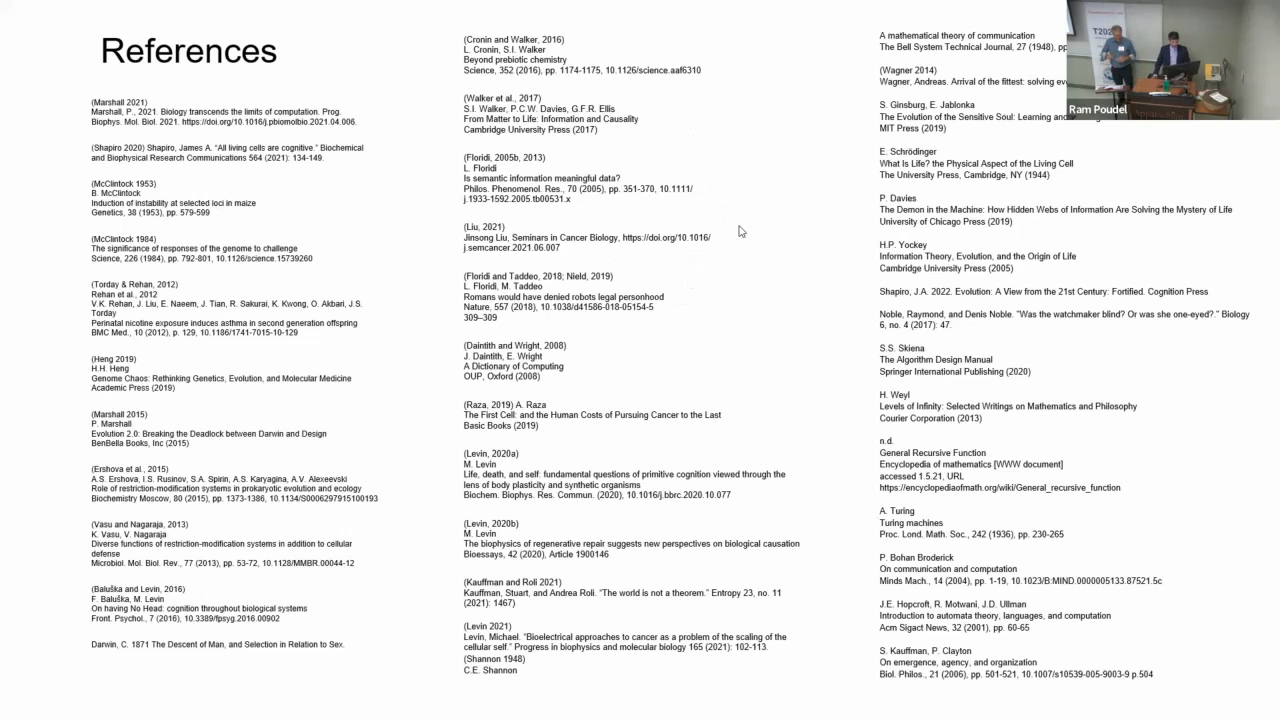 References
(Marshall 2021)
Marshall, P., 2021. Biology transcends the limits of computation. Prog.
Biophys. Mol. Biol. 2021. https://doi.org/10.1016/j.pbiomolbio.2021.04.006.
(Shapiro 2020) Shapiro, James A. “All living cells are cognitive.” Biochemical
and Biophysical Research Communications 564 (2021): 134-149.
(McClintock 1953)
B. McClintock
Induction of instability at selected loci in maize
Genetics, 38 (1953), pp. 579-599
(McClintock 1984)
The significance of responses of the genome to challenge
Science, 226 (1984), pp. 792-801, 10.1126/science.15739260
(Torday & Rehan, 2012)
Rehan et al., 2012
V.K. Rehan, J. Liu, E. Naeem, J. Tian, R. Sakurai, K. Kwong, O. Akbari, J.S.
Torday
Perinatal nicotine exposure induces asthma in second generation offspring
BMC Med., 10 (2012), p. 129, 10.1186/1741-7015-10-129
(Heng 2019)
H.H. Heng
Genome Chaos: Rethinking Genetics, Evolution, and Molecular Medicine
Academic Press (2019)
(Marshall 2015)
P. Marshall
Evolution 2.0: Breaking the Deadlock between Darwin and Design
BenBella Books, Inc (2015)
(Ershova et al., 2015)
A.S. Ershova, I.S. Rusinov, S.A. Spirin, A.S. Karyagina, A.V. Alexeevski
Role of restriction-modification systems in prokaryotic evolution and ecology
Biochemistry Moscow, 80 (2015), pp. 1373-1386, 10.1134/S0006297915100193
(Vasu and Nagaraja, 2013)
K. Vasu, V. Nagaraja
Diverse functions of restriction-modification systems in addition to cellular
defense
Microbiol. Mol. Biol. Rev., 77 (2013), pp. 53-72, 10.1128/MMBR.00044-12
(Baluška and Levin, 2016)
F. Baluška, M. Levin
On having No Head: cognition throughout biological systems
Front. Psychol., 7 (2016), 10.3389/fpsyg.2016.00902
Darwin, C. 1871 The Descent of Man, and Selection in Relation to Sex.
(Cronin and Walker, 2016)
L. Cronin, S.I. Walker
Beyond prebiotic chemistry
Science, 352 (2016), pp. 1174-1175, 10.1126/science.aaf6310
(Walker et al., 2017)
S.I. Walker, P.C.W. Davies, G.F.R. Ellis
From Matter to Life: Information and Causality
Cambridge University Press (2017)
(Floridi, 2005b, 2013)
L. Floridi
Is semantic information meaningful data?
Philos. Phenomenol. Res., 70 (2005), pp. 351-370, 10.1111/
j.1933-1592.2005.tb00531.x
(Liu, 2021)
Jinsong Liu, Seminars in Cancer Biology, https://doi.org/10.1016/
j.semcancer.2021.06.007
(Floridi and Taddeo, 2018; Nield, 2019)
L. Floridi, M. Taddeo
Romans would have denied robots legal personhood
Nature, 557 (2018), 10.1038/d41586-018-05154-5
309–309
(Daintith and Wright, 2008)
J. Daintith, E. Wright
A Dictionary of Computing
OUP, Oxford (2008)
(Raza, 2019) A. Raza
The First Cell: and the Human Costs of Pursuing Cancer to the Last
Basic Books (2019)
(Levin, 2020a)
M. Levin
Life, death, and self: fundamental questions of primitive cognition viewed through the
lens of body plasticity and synthetic organisms
Biochem. Biophys. Res. Commun. (2020), 10.1016/j.bbrc.2020.10.077
(Levin, 2020b)
M. Levin
The biophysics of regenerative repair suggests new perspectives on biological causation
Bioessays, 42 (2020), Article 1900146
(Kauffman and Roli 2021)
Kauffman, Stuart, and Andrea Roli. “The world is not a theorem.” Entropy 23, no. 11
(2021): 1467)
(Levin 2021)
Levin, Michael. “Bioelectrical approaches to cancer as a problem of the scaling of the
cellular self.” Progress in biophysics and molecular biology 165 (2021): 102-113.
(Shannon 1948)
C.E. Shannon
A mathematical theory of communication
The Bell System Technical Journal, 27 (1948), pp
(Wagner 2014)
Wagner, Andreas. Arrival of the fittest: solving
S. Ginsburg, E. Jablonka
The Evolution of the Sensitive Soul: Learning and
MIT Press (2019)
E. Schrödinger
What Is Life? the Physical Aspect of the Living Cell
The University Press, Cambridge, NY (1944)
P. Davies
The Demon in the Machine: How Hidden Webs of Information Are Solving the Mystery of Life
University of Chicago Press (2019)
H.P. Yockey
Information Theory, Evolution, and the Origin of Life
Cambridge University Press (2005)
Shapiro, J.A. 2022. Evolution: A View from the 21st Century: Fortified. Cognition Press
Noble, Raymond, and Denis Noble. "Was the watchmaker blind? Or was she one-eyed?." Biology
6, no. 4 (2017): 47.
S.S. Skiena
The Algorithm Design Manual
Springer International Publishing (2020)
H. Weyl
Levels of Infinity: Selected Writings on Mathematics and Philosophy
Courier Corporation (2013)
n.d.
General Recursive Function
Encyclopedia of mathematics [WWW document]
accessed 1.5.21, URL
https://encyclopediaofmath.org/wiki/General_recursive_function
A. Turing
Turing machines
Proc. Lond. Math. Soc., 242 (1936), pp. 230-265
P. Bohan Broderick
On communication and computation
Minds Mach., 14 (2004), pp. 1-19, 10.1023/B:MIND.0000005133.87521.5c
J.E. Hopcroft, R. Motwani, J.D. Ullman
Introduction to automata theory, languages, and computation
Acm Sigact News, 32 (2001), pp. 60-65
S. Kauffman, P. Clayton
On emergence, agency, and organization
Biol. Philos., 21 (2006), pp. 501-521, 10.1007/s10539-005-9003-9 p.504
Ram Poudel